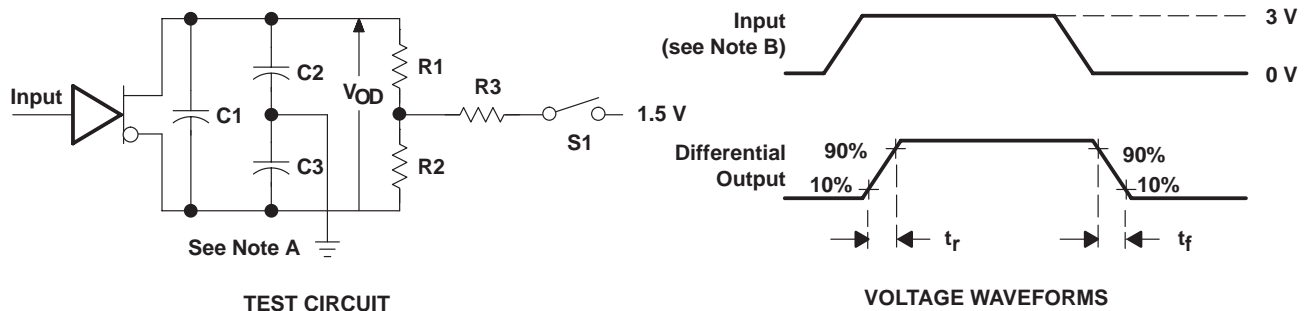 Input
C1
C2
C3
VOD
R1
R2
R3
S1
1.5 V
See Note A
TEST CIRCUIT
Input
(see Note B)
3 V
0 V
Differential
Output
90%
10%
90%
10%
tr
tf
VOLTAGE WAVEFORMS